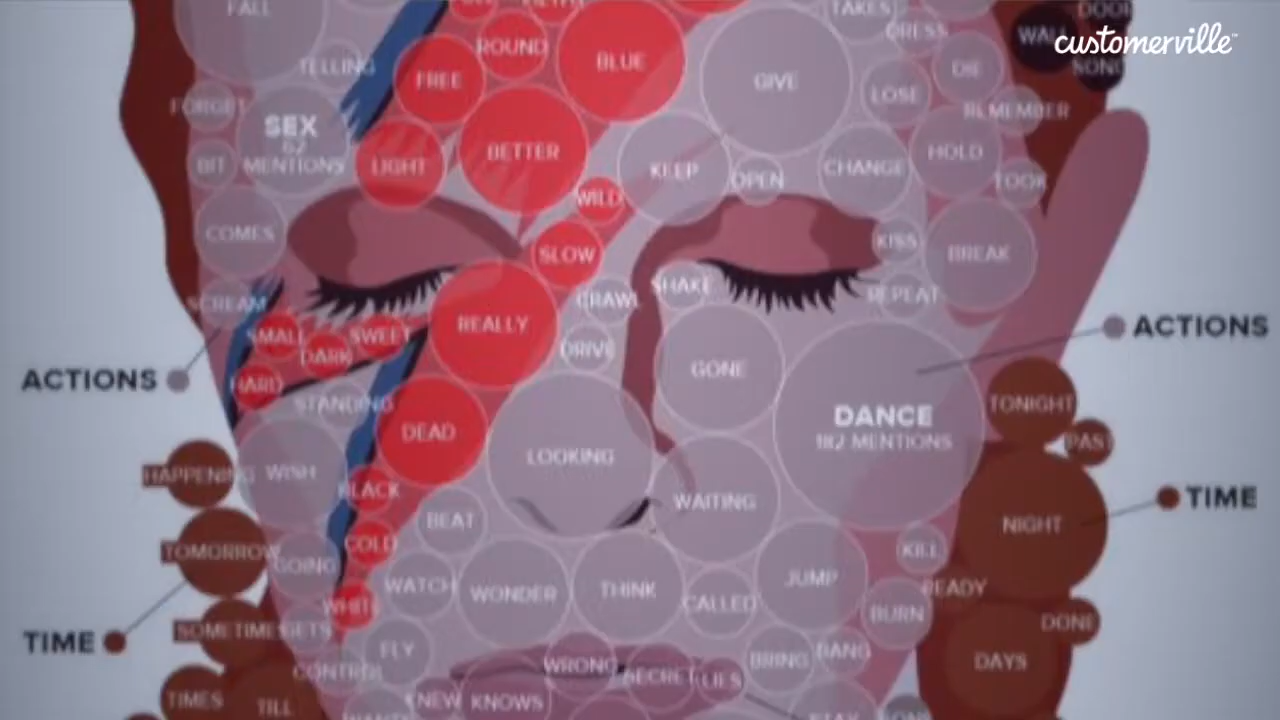 FALL
TAKES
DOOR
DRESS
customerville
ROUND
BLUE
TELLING
FREE
GIVE
DIE
SONG
LOSE
FORGET
REMEMBER
SEX
62
MENTIONS
BETTER
HOLD
BIT
LIGHT
KEEP
OPEN
CHANGE
TOOK
WILD
COMES
KISS
SLOW
BREAK
SHAKE
REPEAT
SCREAM
CRAWL
REALLY
ACTIONS
SMALL
SWEET
DARK
DRIVE
GONE
ACTIONS
HARD
STANDING
TONIGHT
DANCE
182 MENTIONS
DEAD
PAST
LOOKING
HAPPENING
WISH
BLACK
WAITING
TIME
BEAT
NIGHT
COLD
TOMORROW
GOING
KILL
JUMP
WATCH
WONDER
THINK
READY
CALLED
WHITE
BURN
DONE
SOMETIMES
GETS
TIME
FLY
BANG
WRONG
BRING
DAYS
CONTROL
SECRET
LIES
TIMES
TILL
KNEW
KNOWS
STAY